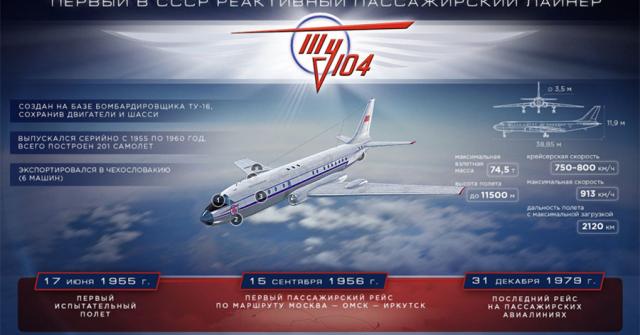 ПЕРВЫЙ В СССР РЕАКТИВНЫЙ ПАССАЖИРСКИЙ ЛАЙНЕР
ТУ
104
СОЗДАН НА БАЗЕ БОМБАРДИРОВЩИКА ТУ-16,
СОХРАНИВ ДВИГАТЕЛИ И ШАССИ
ВЫПУСКАЛСЯ СЕРИЙНО С 1955 ПО 1960 ГОД,
ВСЕГО ПОСТРОЕН 201 САМОЛЕТ
ЭКСПОРТИРОВАЛСЯ В ЧЕХОСЛОВАКИЮ
(6 МАШИН)
1
2
3
∅ 3,5 м
11,9 м
38,85 м
максимальная
взлетная
масса
74,5 т
высота полета
до 11500 м
крейсерская скорость
750-800 км/ч
максимальная скорость
913 км/ч
дальность полета
с максимальной загрузкой
2120 км
17 июня 1955 г.
ПЕРВЫЙ
ИСПЫТАТЕЛЬНЫЙ
ПОЛЕТ
15 сентября 1956 г.
ПЕРВЫЙ ПАССАЖИРСКИЙ РЕЙС
ПО МАРШРУТУ МОСКВА – ОМСК – ИРКУТСК
31 декабря 1979 г.
ПОСЛЕДНИЙ РЕЙС
НА ПАССАЖИРСКИХ
АВИАЛИНИЯХ